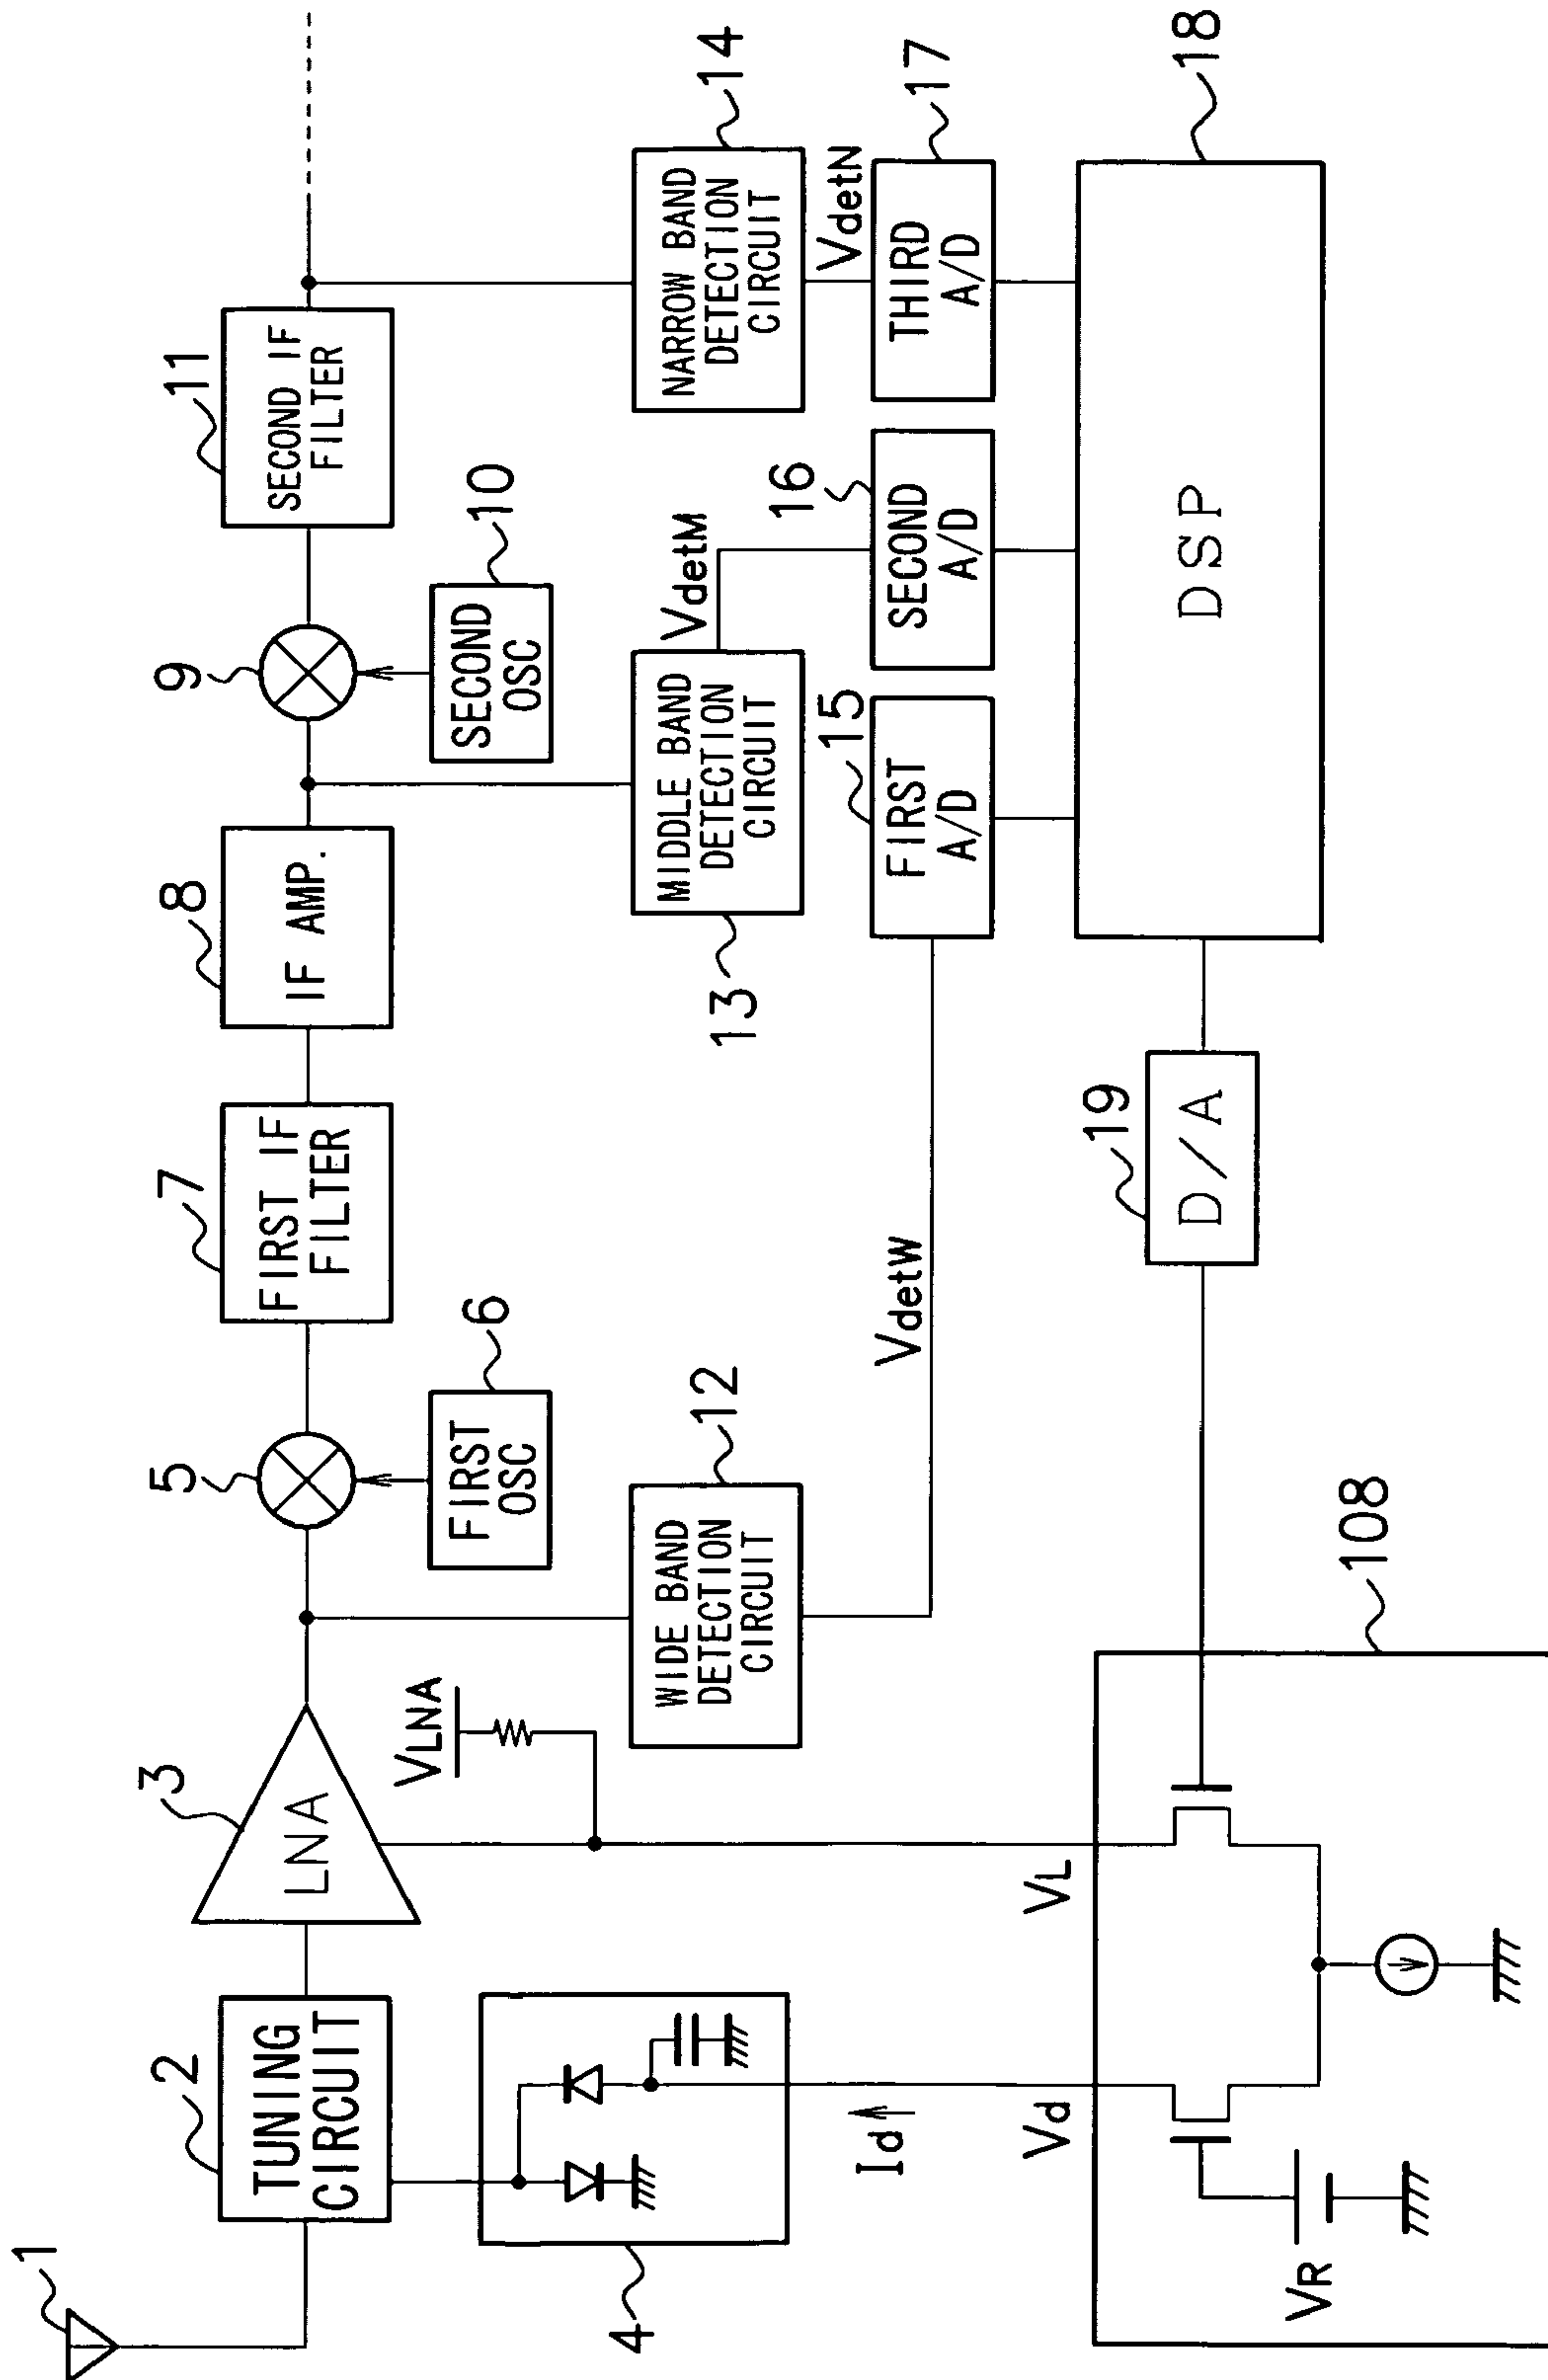 1
2
TUNING
CIRCUIT
3
LNA
4
5
6
FIRST
OSC
7
FIRST IF
FILTER
8
IF AMP.
9
10
SECOND
OSC
11
SECOND IF
FILTER
VLNA
12
WIDE BAND
DETECTION
CIRCUIT
13
MIDDLE BAND
DETECTION
CIRCUIT
14
NARROW BAND
DETECTION
CIRCUIT
VdetW
VdetM
VdetN
15
FIRST
A/D
16
SECOND
A/D
17
THIRD
A/D
18
DSP
19
D/A
Id
Vd
VL
108
VR